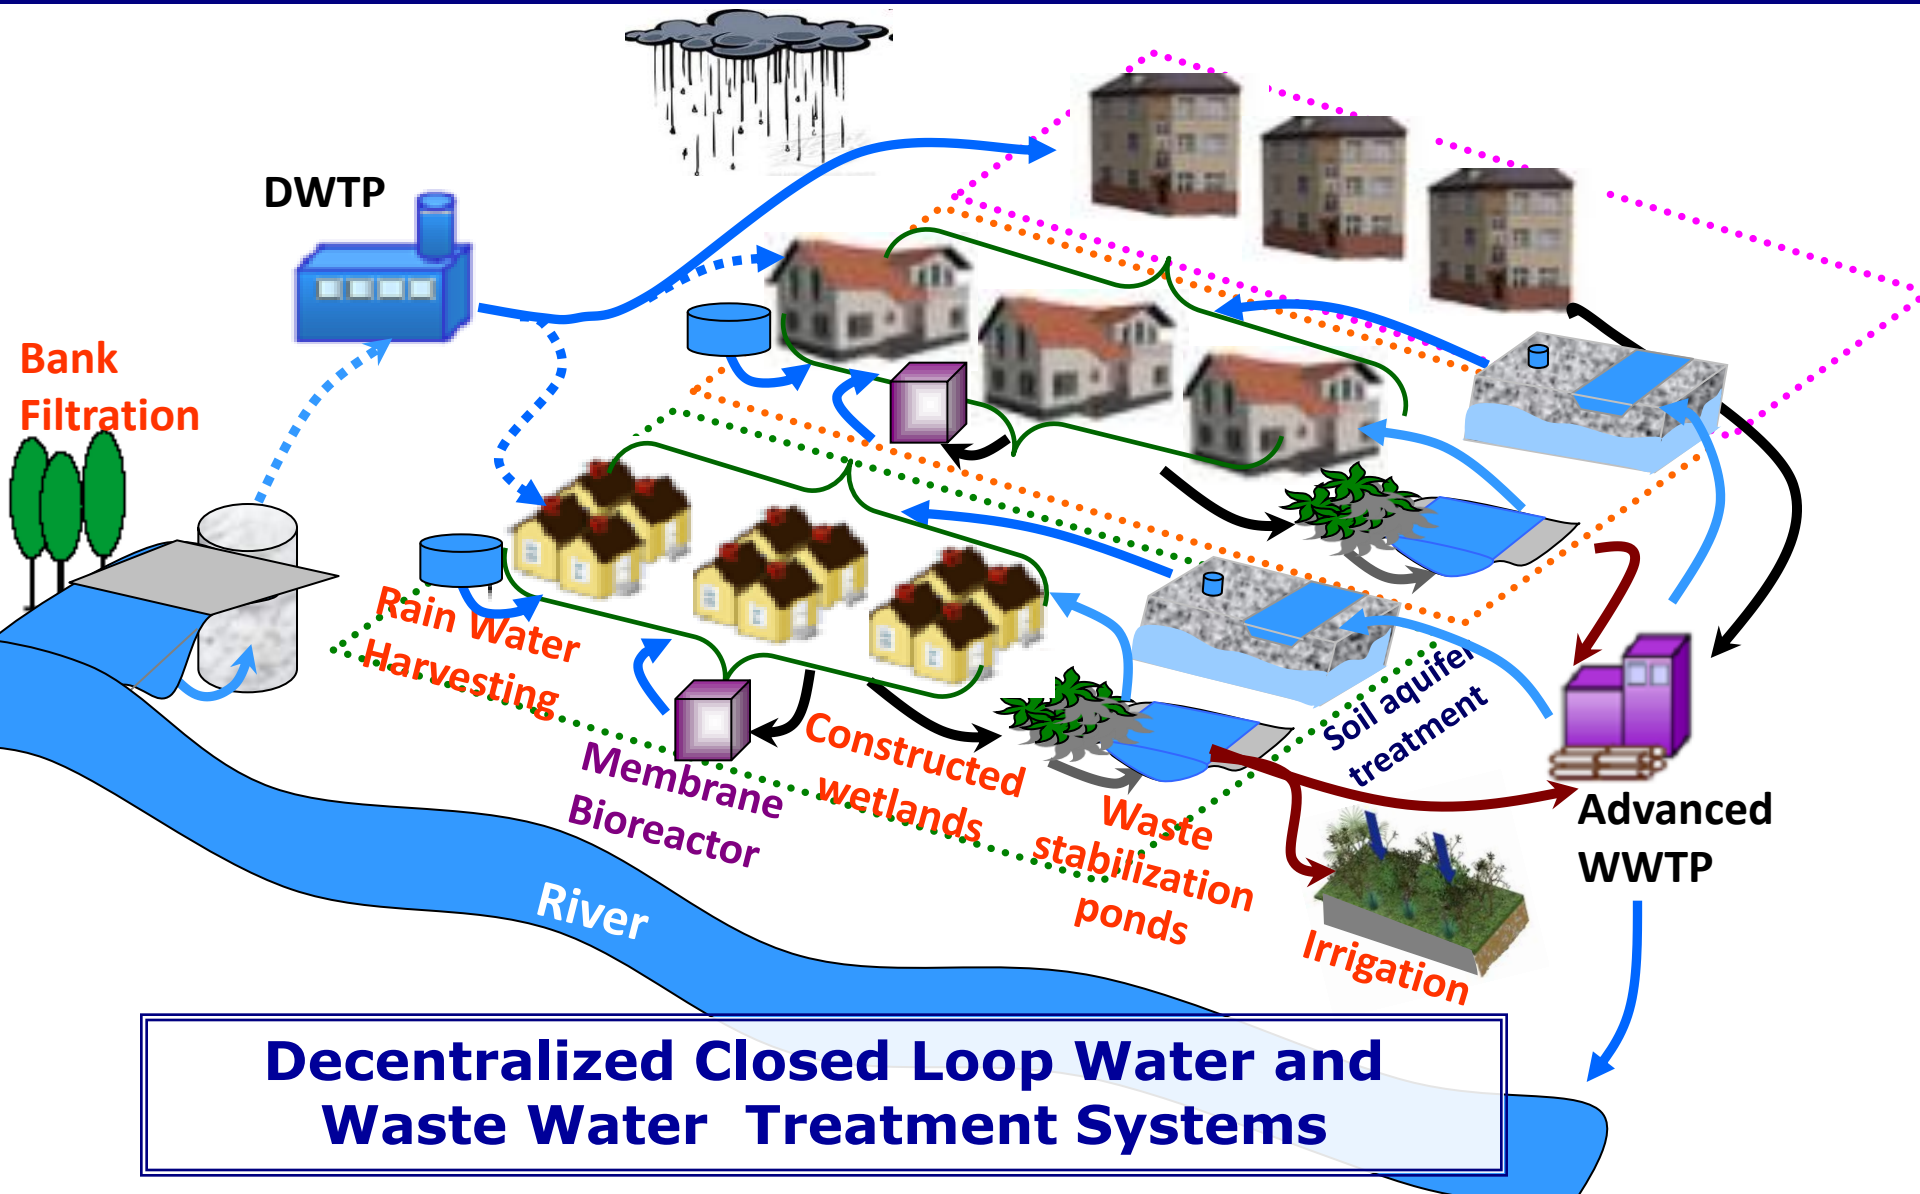 DWTP
Bank
Filtration
Rain Water
Harvesting
Membrane
Bioreactor
Constructed
wetlands
Waste
stabilization
ponds
Soil aquifer
treatment
Advanced
WWTP
Irrigation
River
Decentralized Closed Loop Water and
Waste Water  Treatment Systems